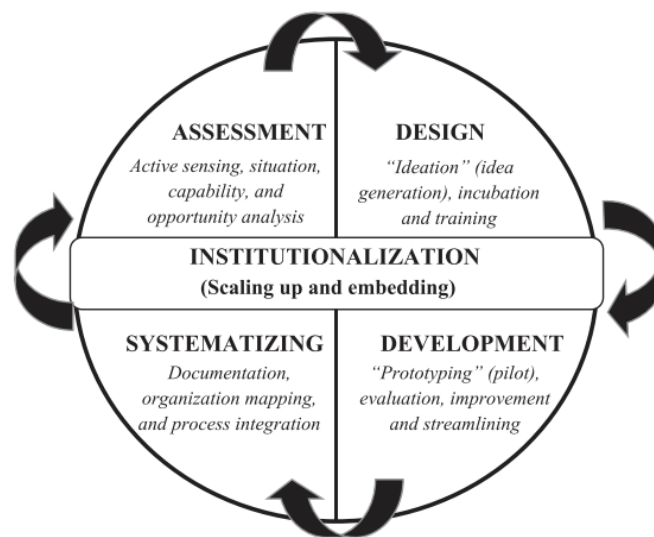 ASSESSMENT
Active sensing, situation,
capability, and
opportunity analysis
DESIGN
“Ideation” (idea
generation), incubation
and training
INSTITUTIONALIZATION
(Scaling up and embedding)
SYSTEMATIZING
Documentation,
organization mapping,
and process integration
DEVELOPMENT
“Prototyping” (pilot),
evaluation, improvement
and streamlining